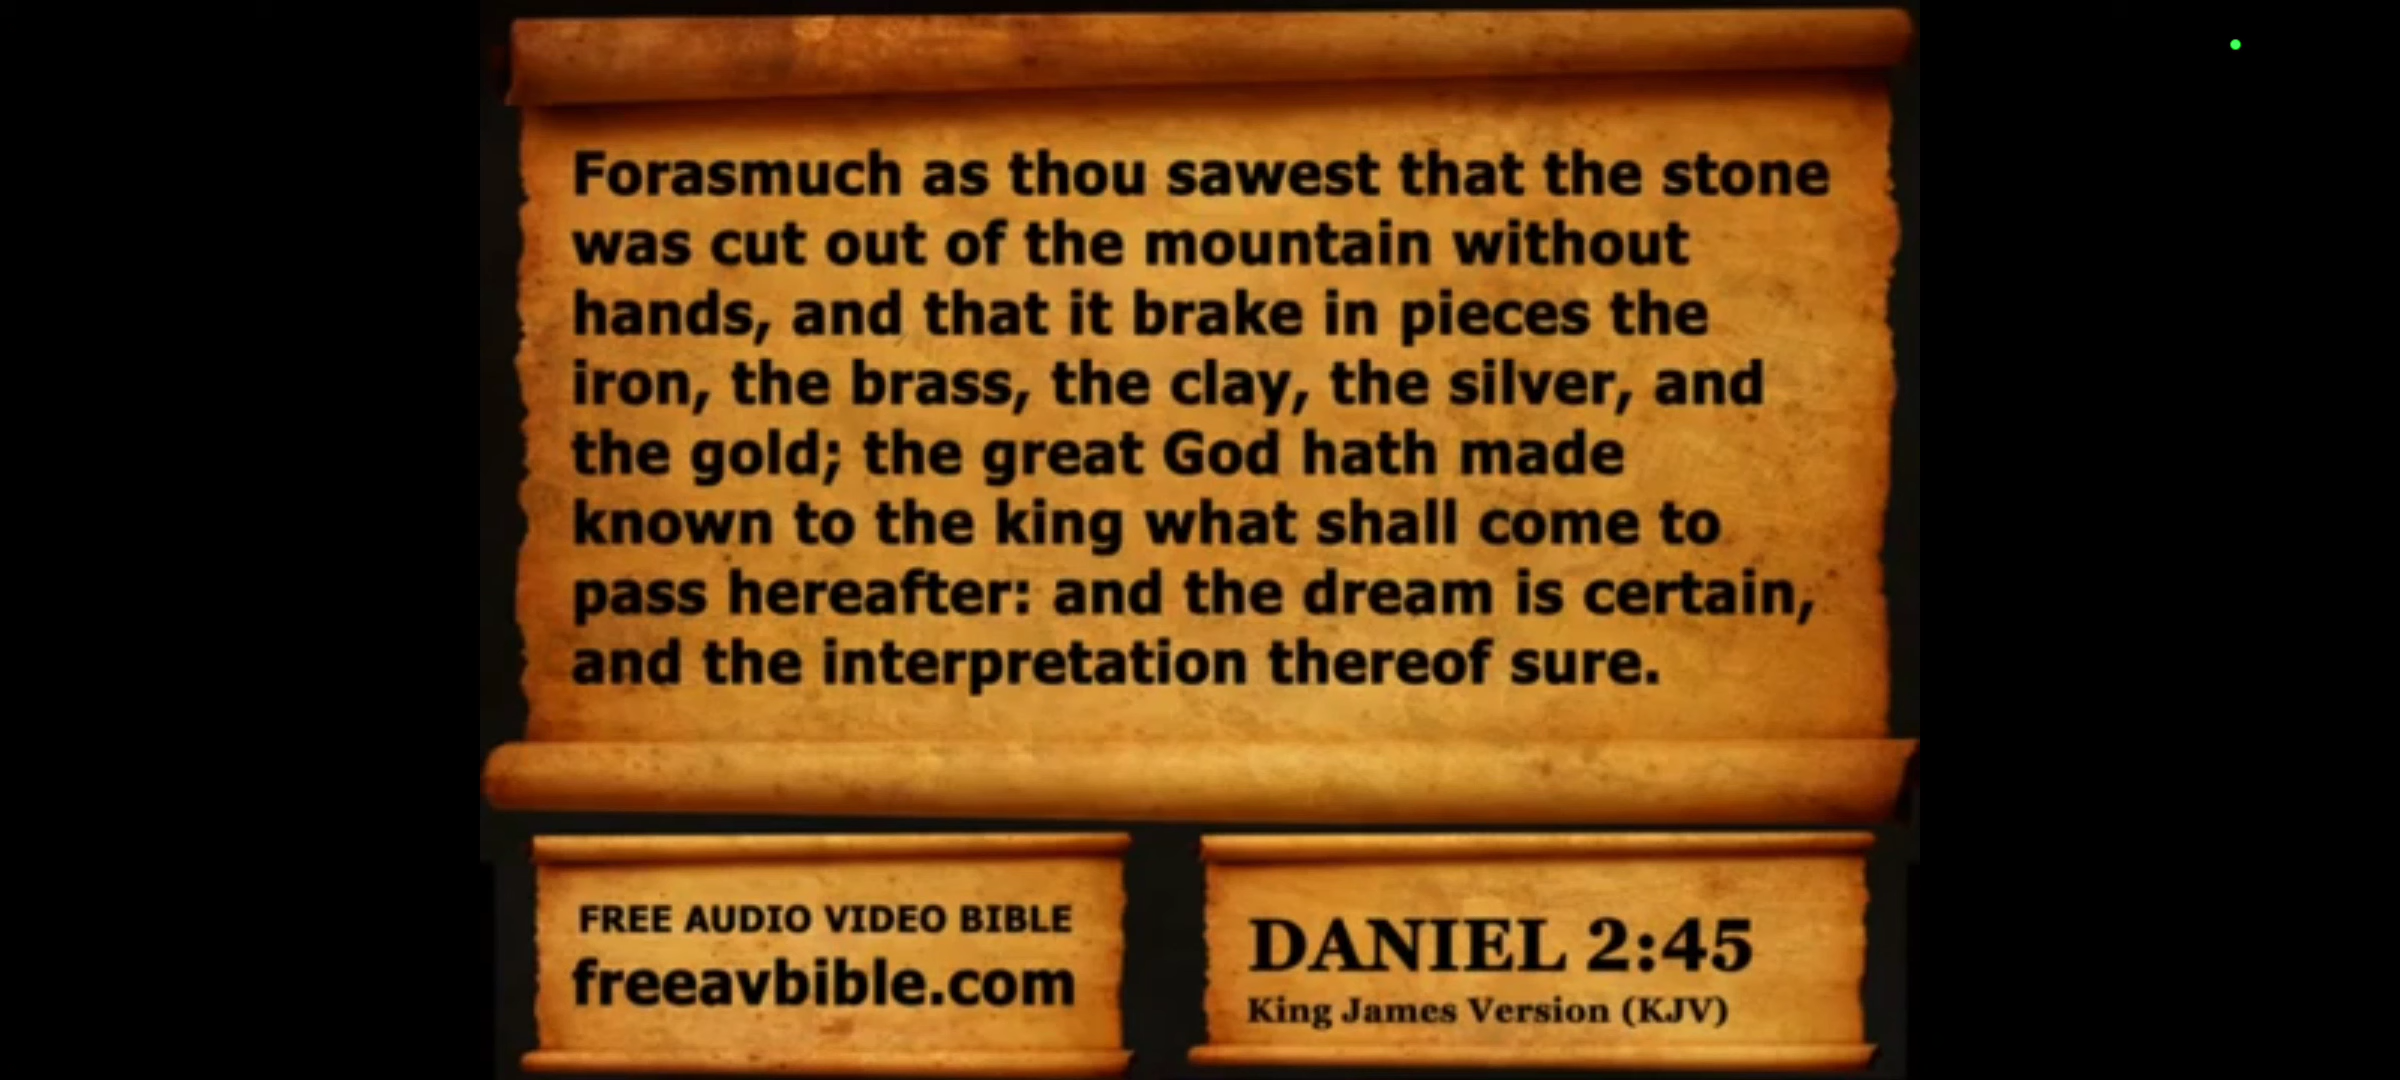 Forasmuch as thou sawest that the stone
was cut out of the mountain without
hands, and that it brake in pieces the
iron, the brass, the clay, the silver, and
the gold; the great God hath made
known to the king what shall come to
pass hereafter: and the dream is certain,
and the interpretation thereof sure.
FREE AUDIO VIDEO BIBLE
freeavbible.com
DANIEL 2:45
King James Version (KJV)